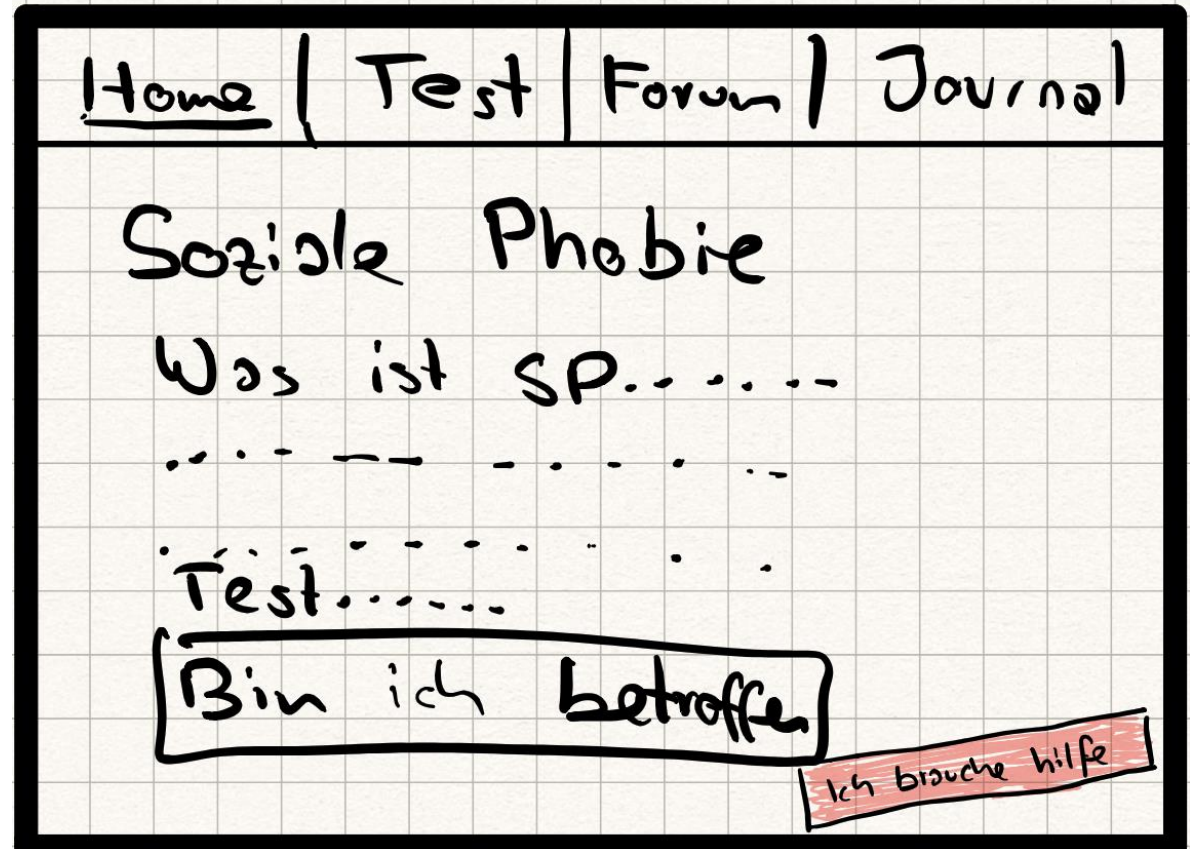 Home | Test | Forum | Journal
Soziale Phobie
Was ist SP.......
Test.......
Bin ich betroffen
Ich brauche hilfe